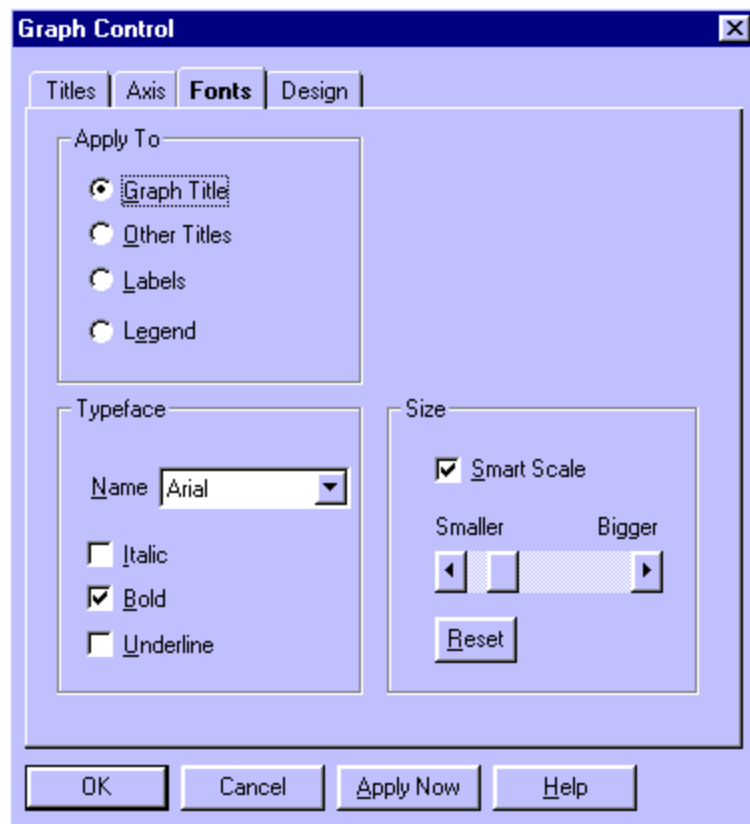 Graph Control
Titles Axis Fonts Design
Apply To
Graph Title
Other Titles
Labels
Legend
Typeface
Name Arial
Italic
Bold
Underline
Size
Smart Scale
Smaller Bigger
Reset
OK Cancel Apply Now Help